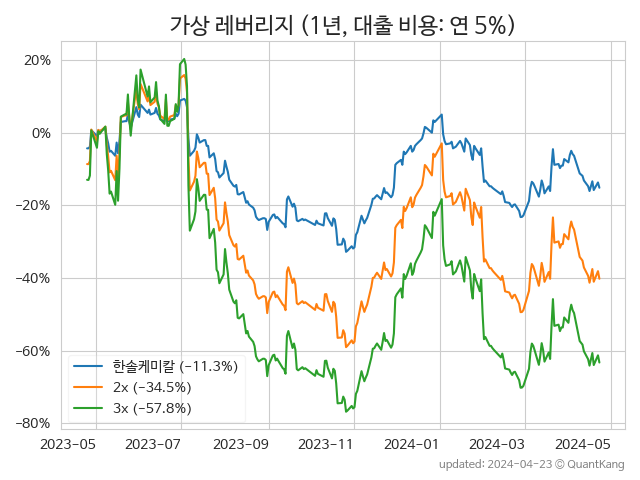 가상 레버리지 (1년, 대출 비용: 연 5%)
20%
0%
−20%
−40%
−60%
−80%
한솔케미칼 (−11.3%)
2x (−34.5%)
3x (−57.8%)
2023-05 2023-07 2023-09 2023-11 2024-01 2024-03 2024-05
updated: 2024-04-23 © QuantKang